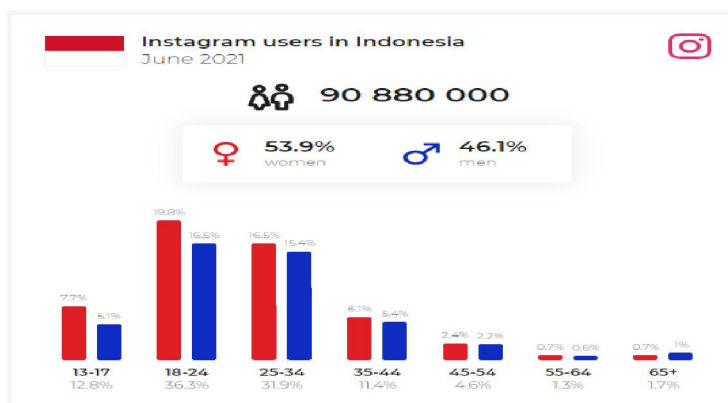 Instagram users in Indonesia
June 2021
90 880 000
53.9% 46.1%
women men
19.8%
16.5% 16.5%
15.4%
7.7%
5.1% 6.1% 5.4%
2.4% 2.2% 0.7% 0.6% 0.7% 1%
13-17 18-24 25-34 35-44 45-54 55-64 65+
12.8% 36.3% 31.9% 11.4% 4.6% 1.3% 1.7%